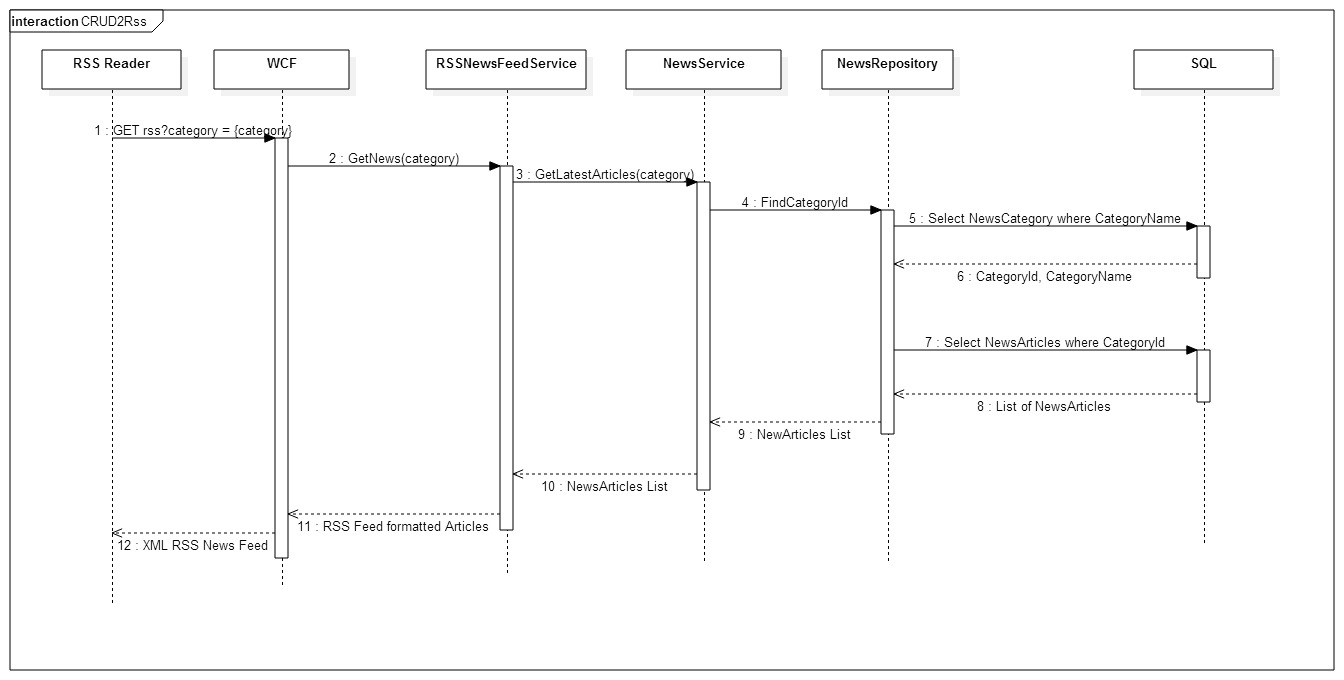 interaction CRUD2Rss
RSS Reader
WCF
RSSNewsFeedService
NewsService
NewsRepository
SQL
1 : GET rss?category = {category}
2 : GetNews(category)
3 : GetLatestArticles(category)
4 : FindCategoryId
5 : Select NewsCategory where CategoryName
6 : CategoryId, CategoryName
7 : Select NewsArticles where CategoryId
8 : List of NewsArticles
9 : NewArticles List
10 : NewsArticles List
11 : RSS Feed formatted Articles
12 : XML RSS News Feed